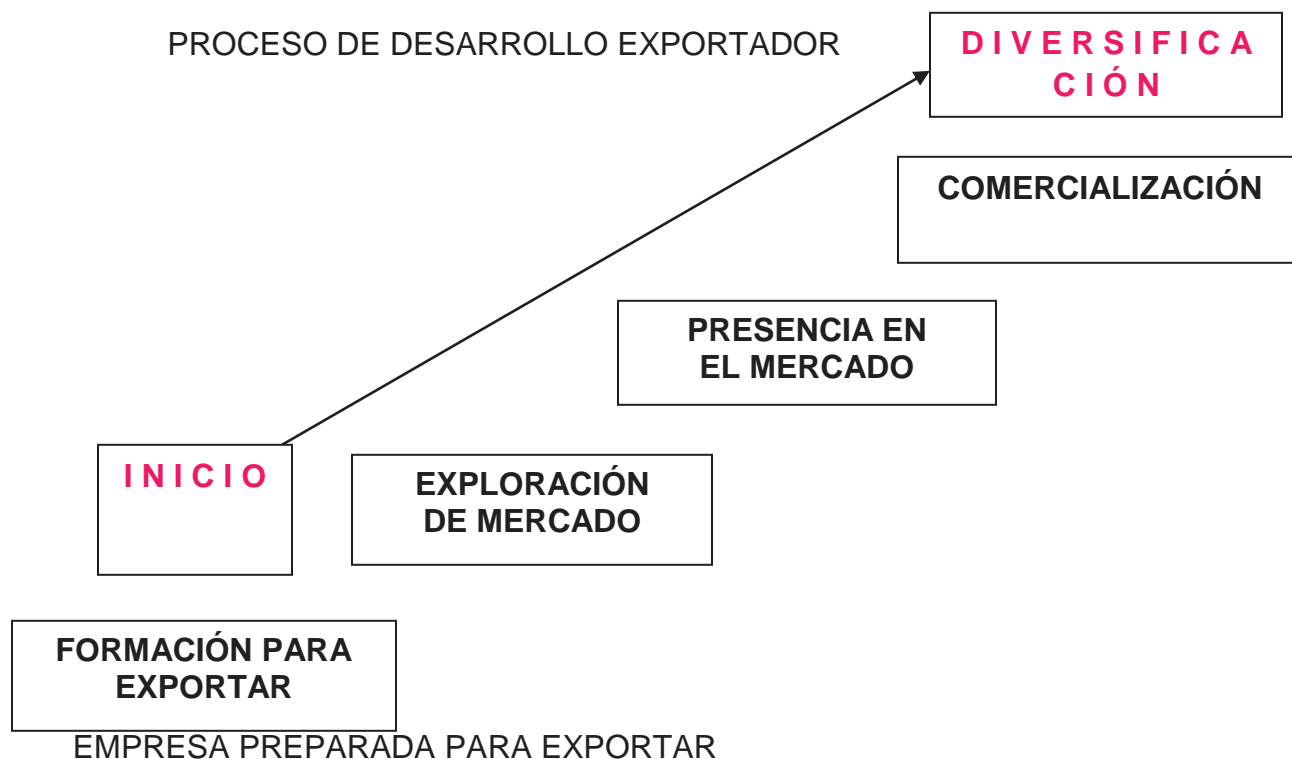 PROCESO DE DESARROLLO EXPORTADOR
D I V E R S I F I C A
C I Ó N
COMERCIALIZACIÓN
PRESENCIA EN
EL MERCADO
I N I C I O
EXPLORACIÓN
DE MERCADO
FORMACIÓN PARA
EXPORTAR
EMPRESA PREPARADA PARA EXPORTAR